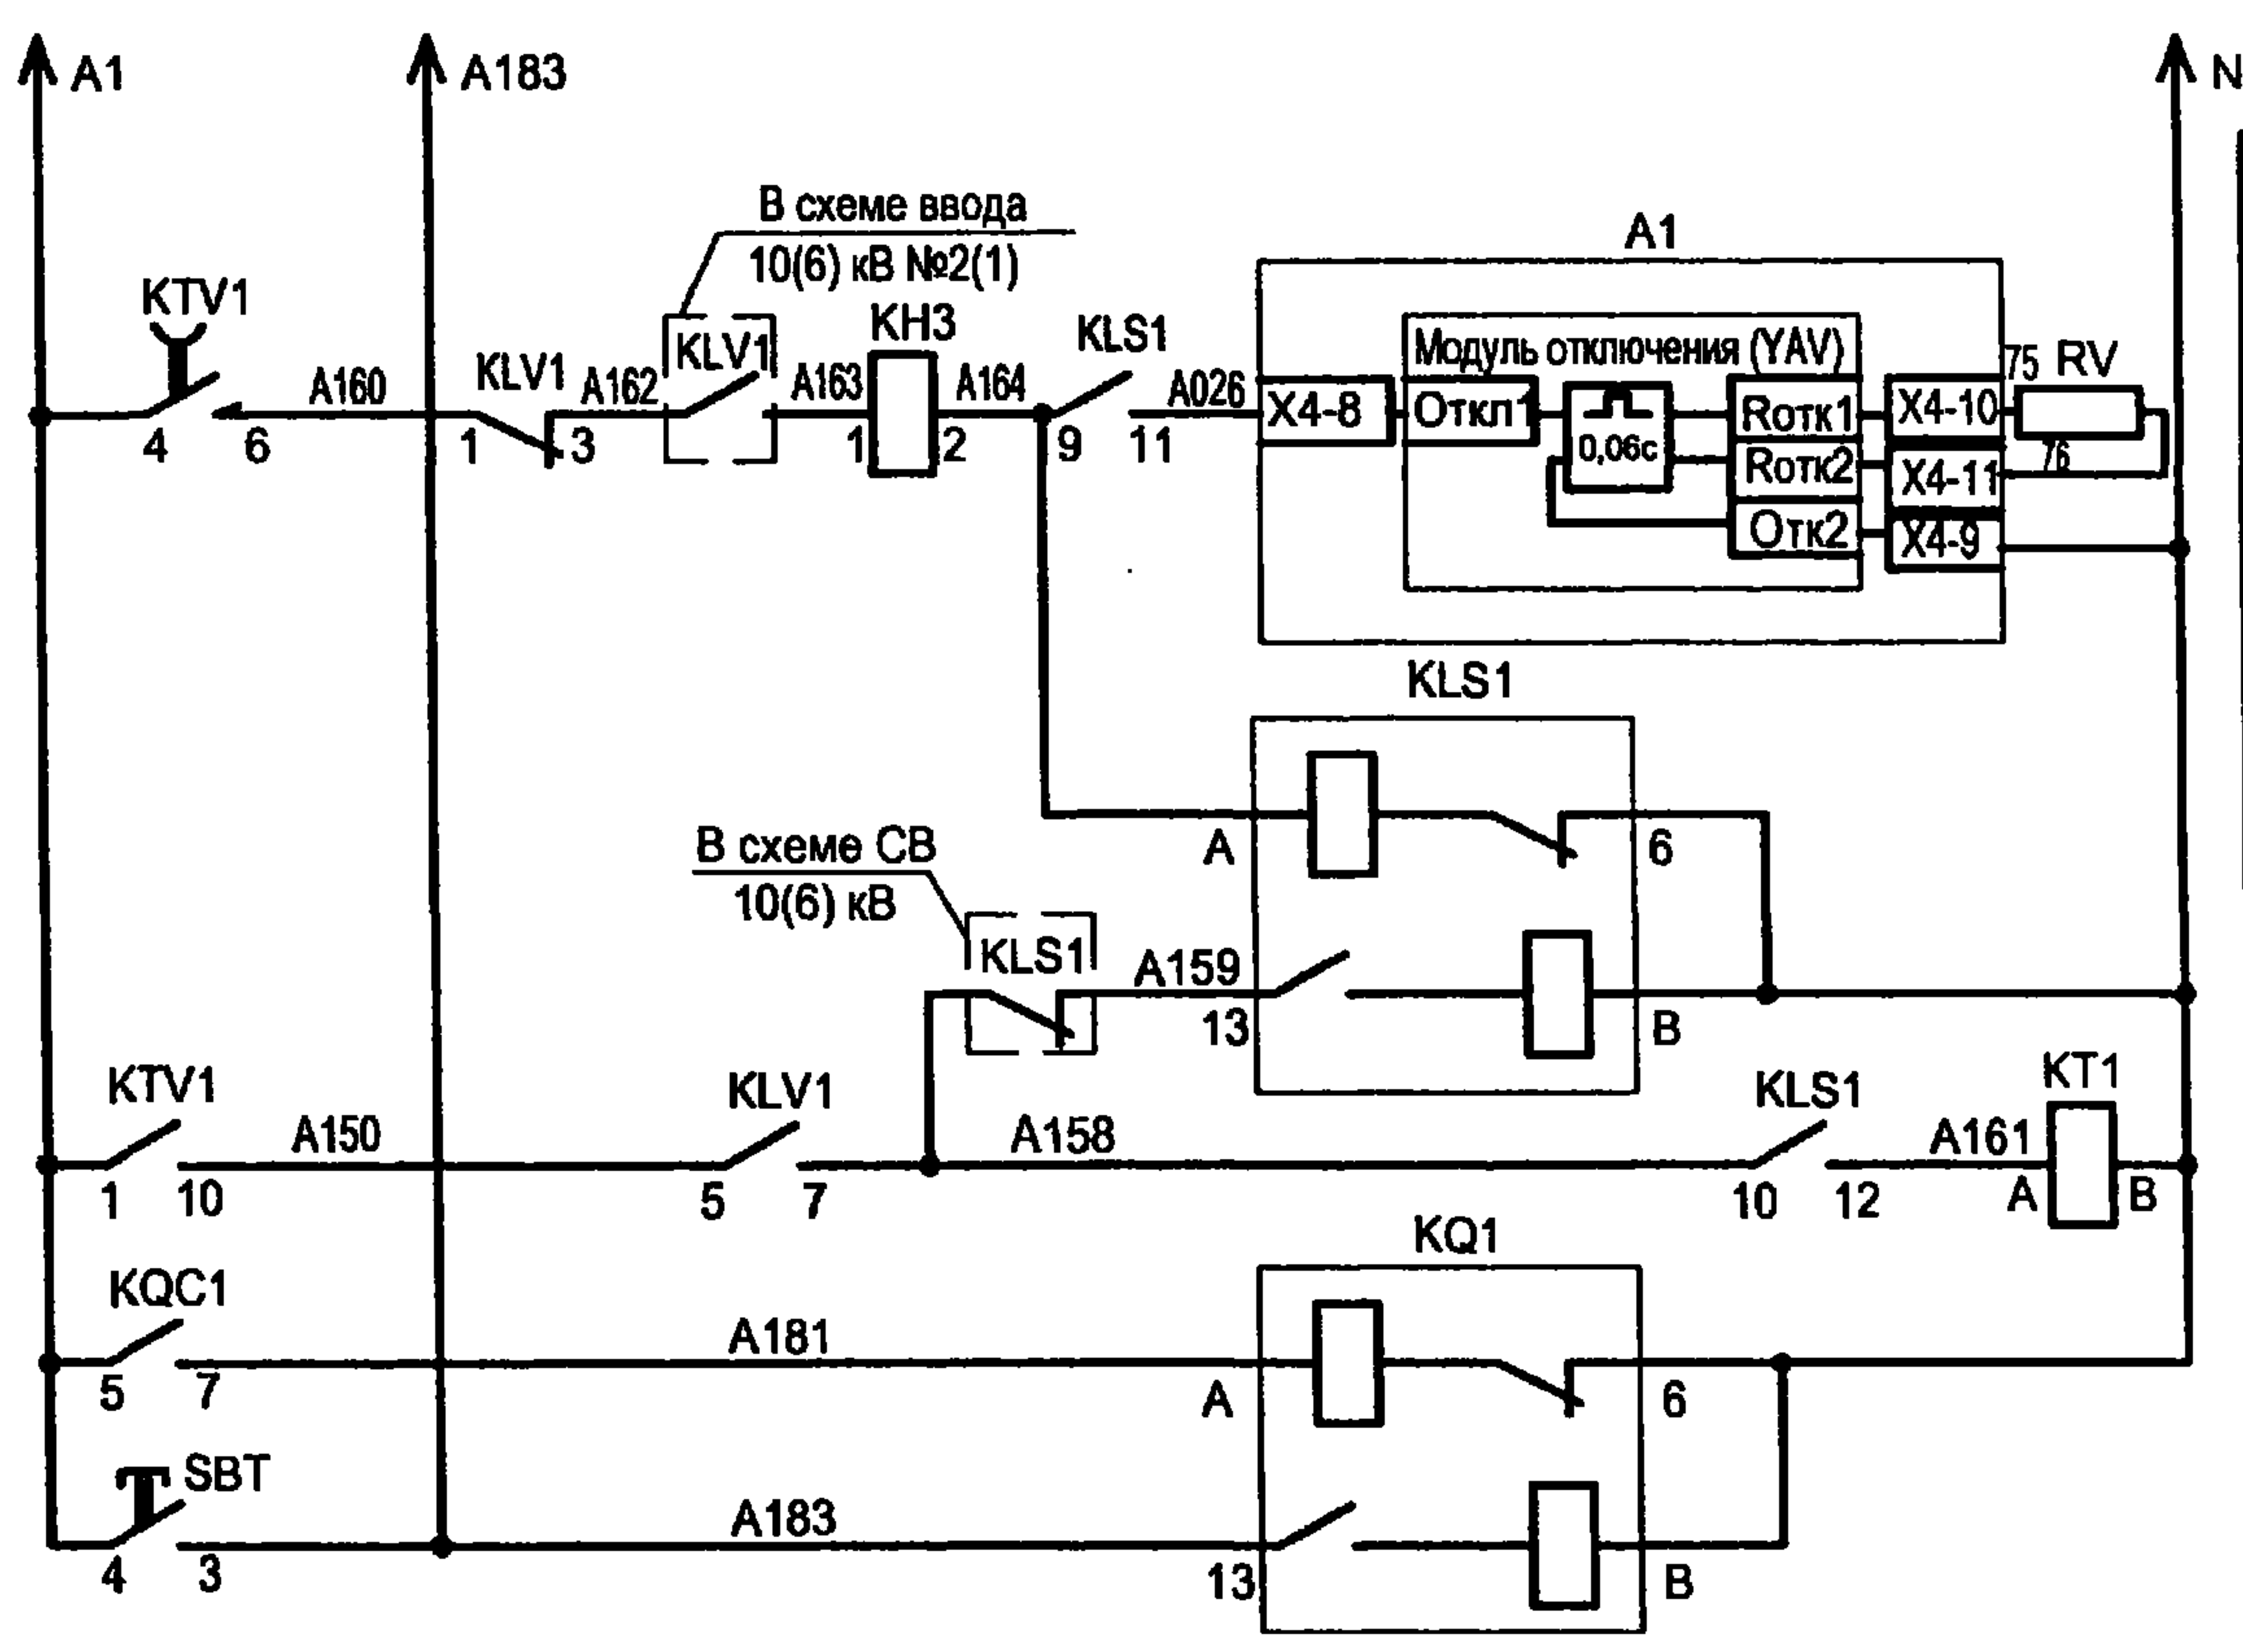 A1
A183
N
В схеме ввода
10(6) кВ №2(1)
A1
KTV1
KH3
KLS1
KLV1
KLV1
Модуль отключения (YAV)
75 RV
A160
A162
A163
A164
A026
X4-8
Откл1
0,06с
Rотк1
X4-10
4
6
1
3
1
2
9
11
Rотк2
X4-11
76
Отк2
X4-9
KLS1
В схеме СВ
10(6) кВ
A
6
KLS1
A159
13
B
KTV1
A150
KLV1
A158
KLS1
A161
KT1
1
10
5
7
10
12
A
B
KQC1
A181
KQ1
5
7
A
6
SBT
A183
4
3
13
B